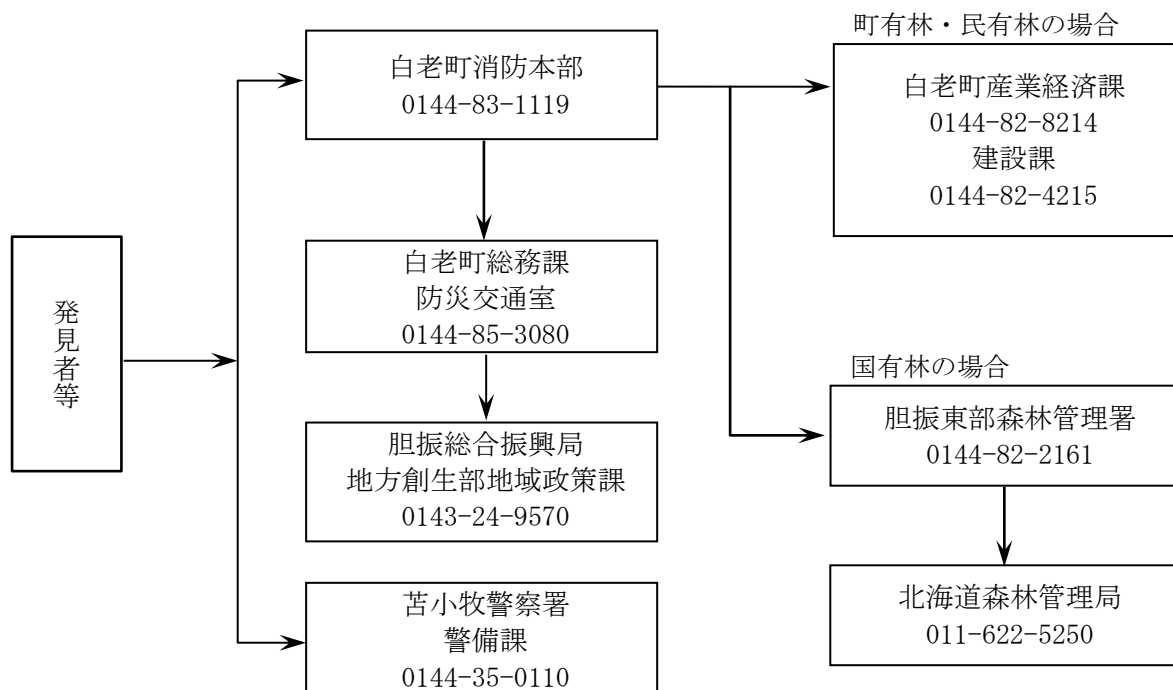 発見者等
白老町消防本部
0144-83-1119
白老町総務課
防災交通室
0144-85-3080
胆振総合振興局
地方創生部地域政策課
0143-24-9570
苫小牧警察署
警備課
0144-35-0110
町有林・民有林の場合
白老町産業経済課
0144-82-8214
建設課
0144-82-4215
国有林の場合
胆振東部森林管理署
0144-82-2161
北海道森林管理局
011-622-5250